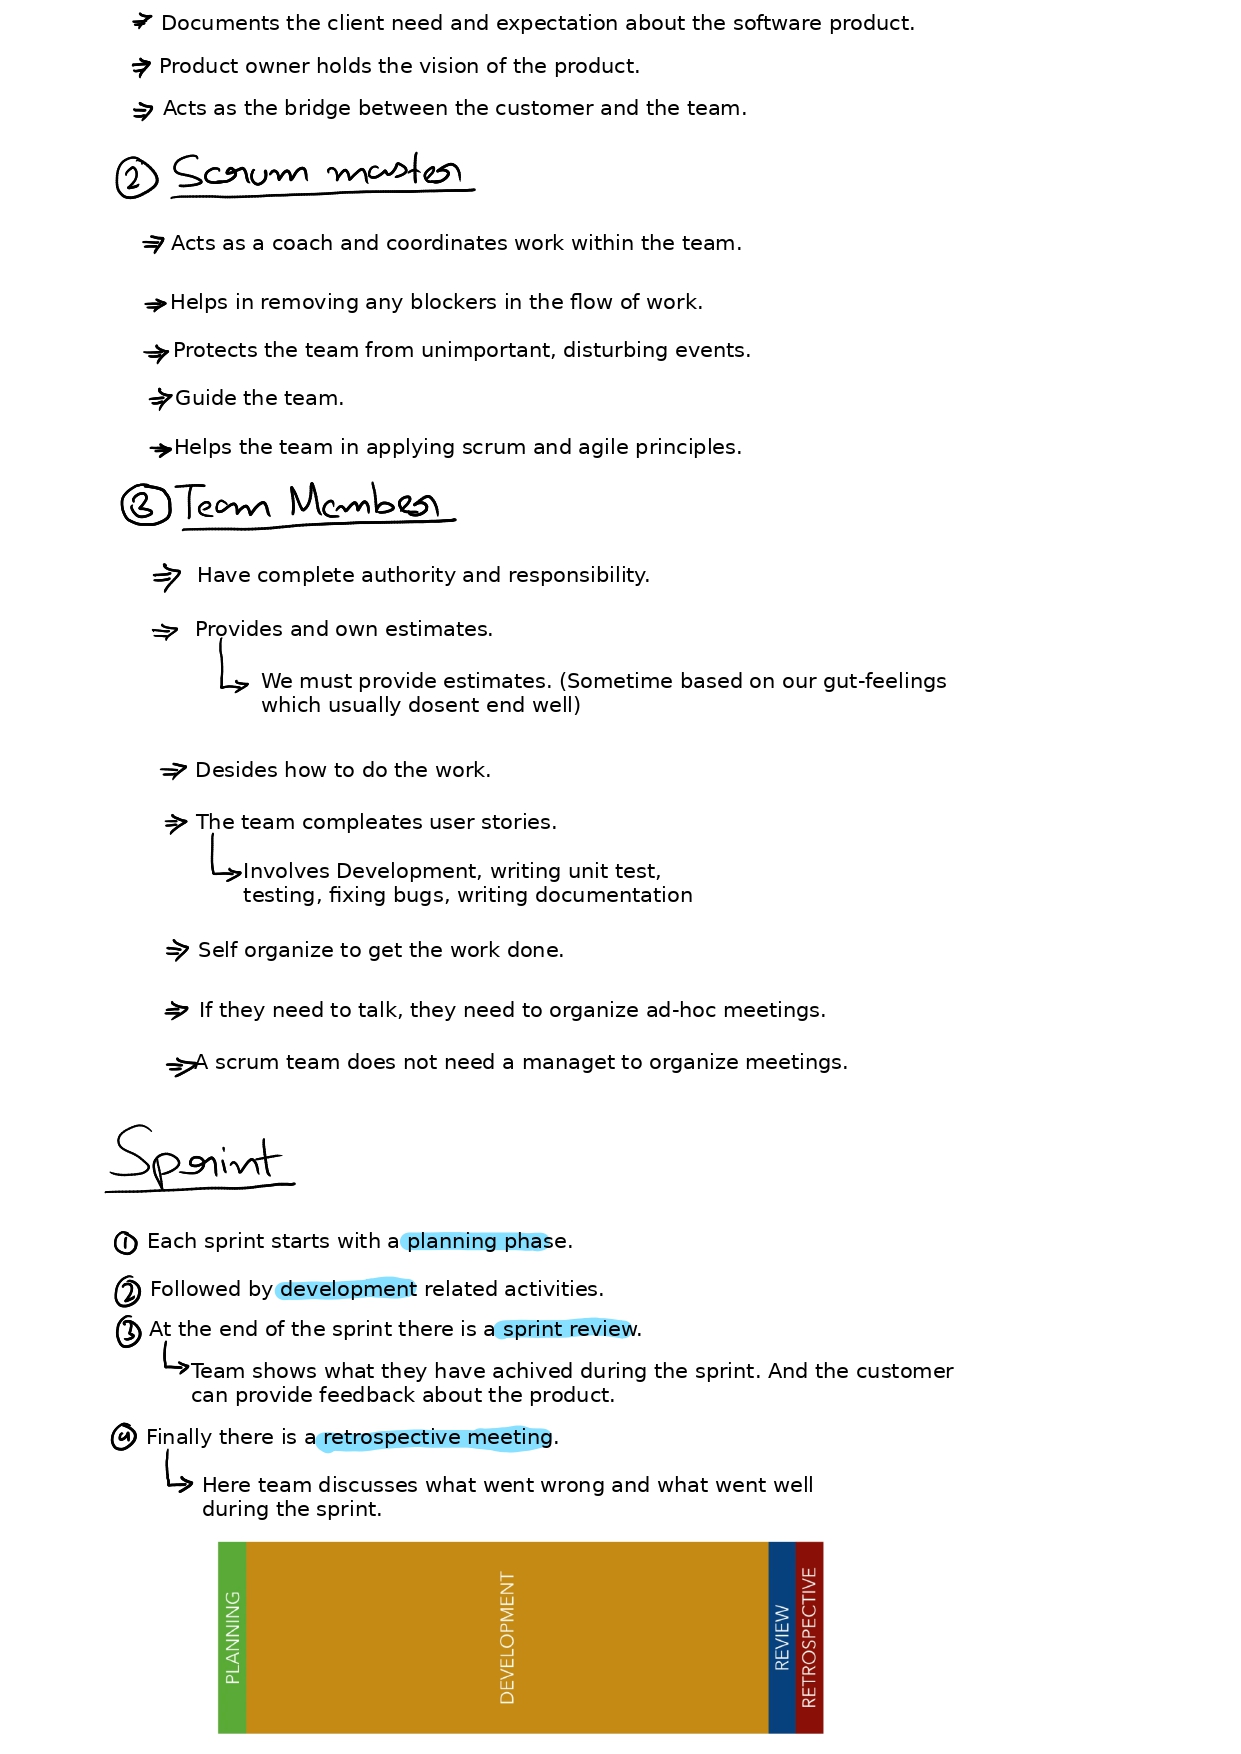 ⇒ Documents the client need and expectation about the software product.
⇒ Product owner holds the vision of the product.
⇒ Acts as the bridge between the customer and the team.
② Scrum master
⇒ Acts as a coach and coordinates work within the team.
⇒ Helps in removing any blockers in the flow of work.
⇒ Protects the team from unimportant, disturbing events.
⇒ Guide the team.
⇒ Helps the team in applying scrum and agile principles.
③ Team Member
⇒ Have complete authority and responsibility.
⇒ Provides and own estimates.
We must provide estimates. (Sometime based on our gut-feelings
which usually dosent end well)
⇒ Desides how to do the work.
⇒ The team compleates user stories.
Involves Development, writing unit test,
testing, fixing bugs, writing documentation
⇒ Self organize to get the work done.
⇒ If they need to talk, they need to organize ad-hoc meetings.
⇒ A scrum team does not need a managet to organize meetings.
Sprint
① Each sprint starts with a planning phase.
② Followed by development related activities.
③ At the end of the sprint there is a sprint review.
Team shows what they have achived during the sprint. And the customer
can provide feedback about the product.
④ Finally there is a retrospective meeting.
Here team discusses what went wrong and what went well
during the sprint.
PLANNING
DEVELOPMENT
REVIEW
RETROSPECTIVE